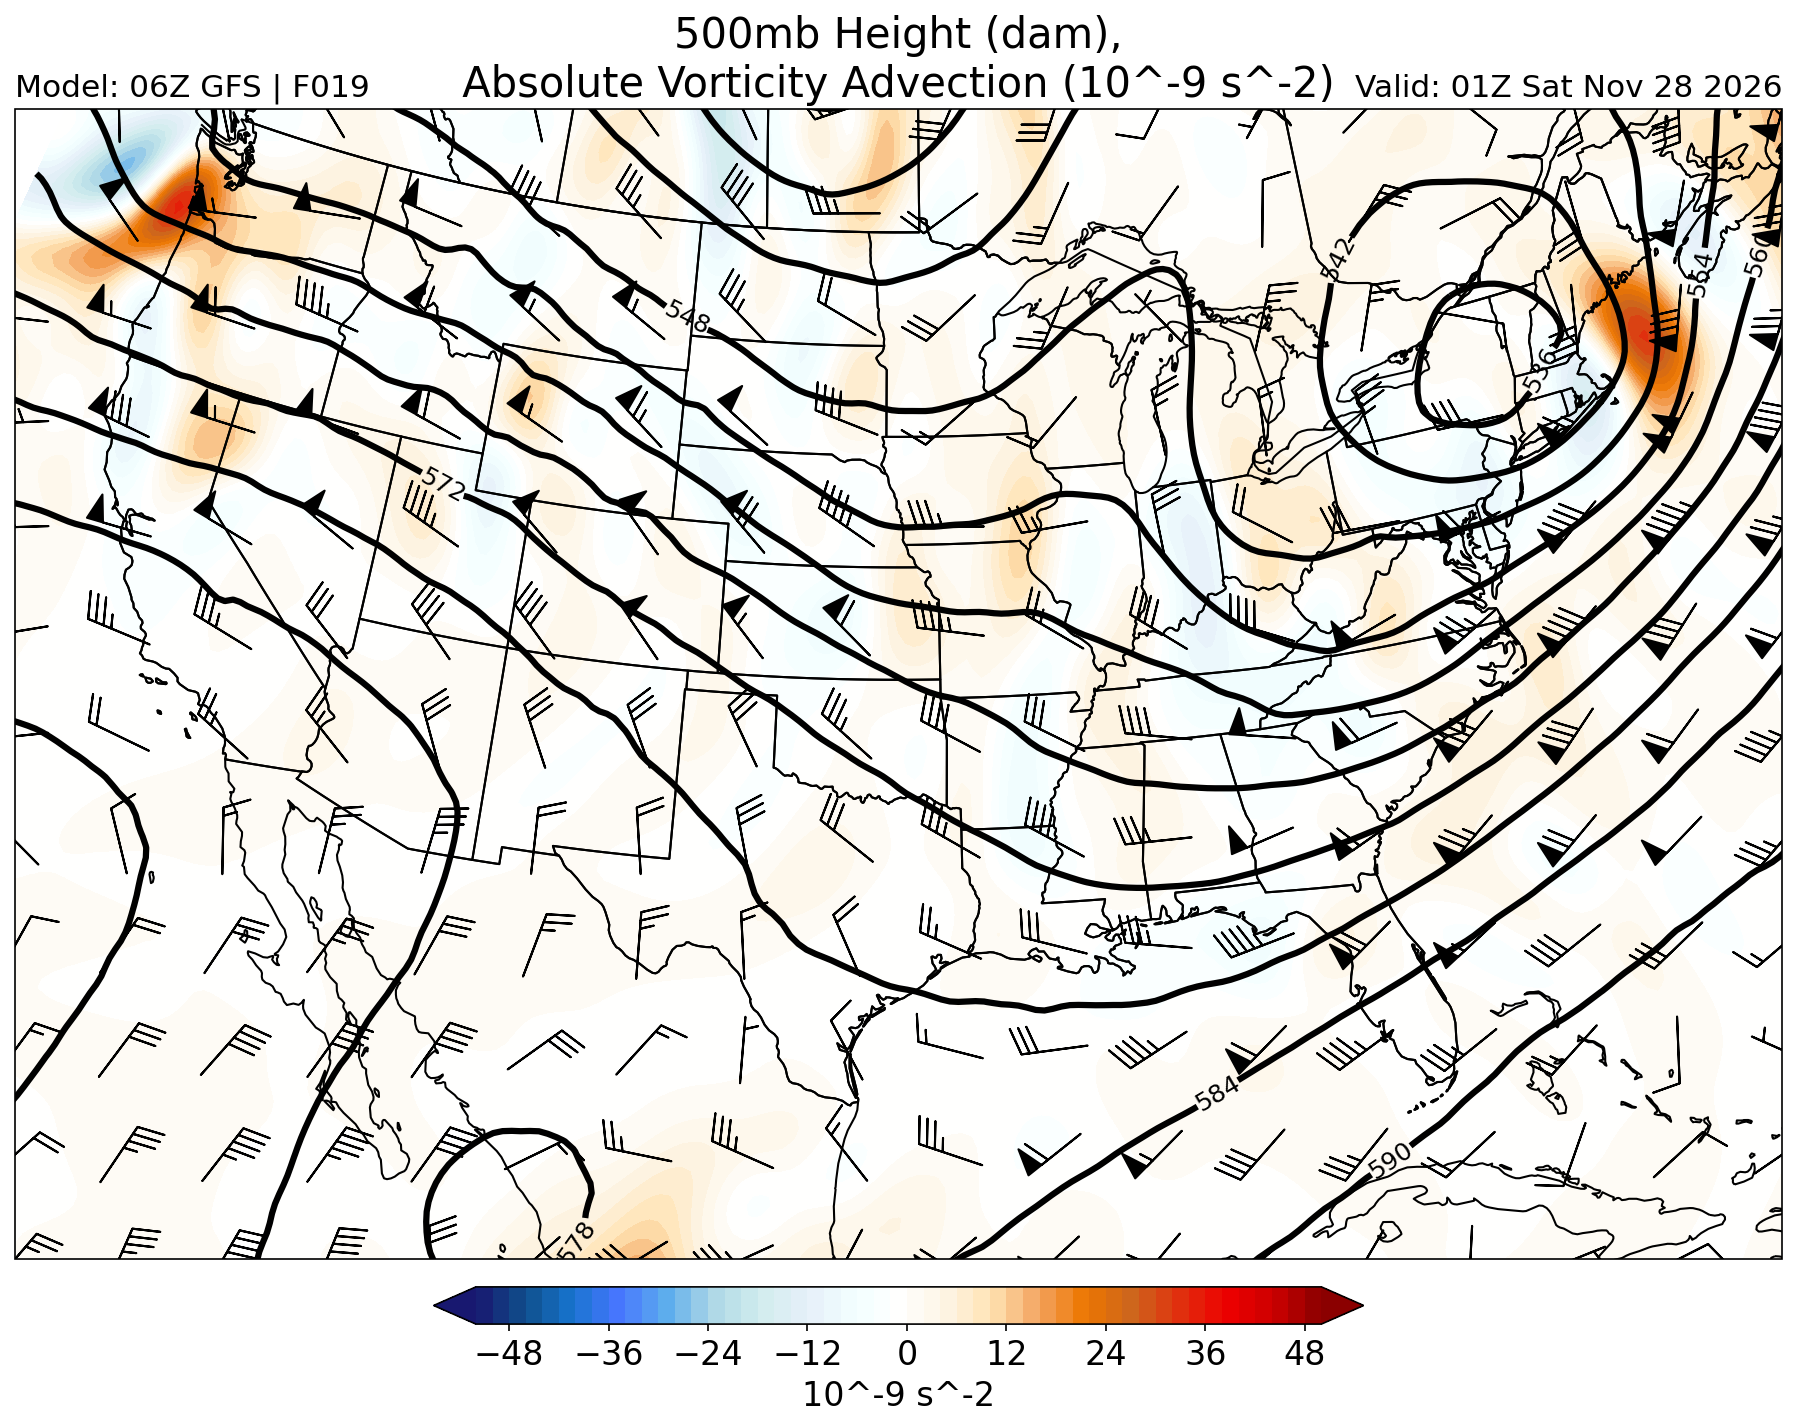 500mb Height (dam),
Model: 06Z GFS | F019
Absolute Vorticity Advection (10^-9 s^-2)
Valid: 01Z Sat Nov 28 2026
542
554
560
548
536
572
584
590
578
−48 −36 −24 −12 0 12 24 36 48
10^-9 s^-2